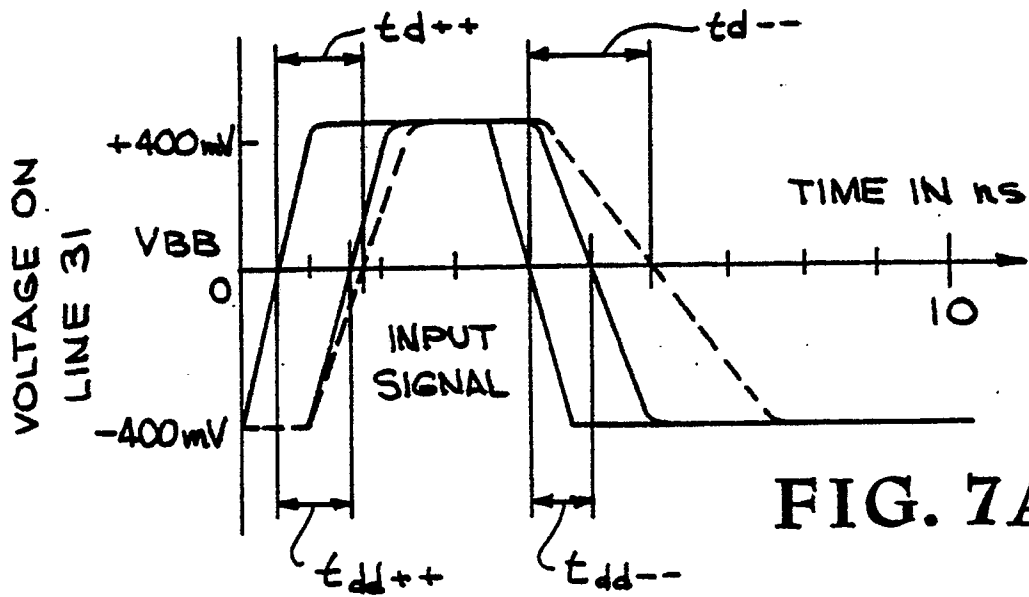 td++
td--
+400mV
VOLTAGE ON
LINE 31
TIME IN ns
VBB
0
10
INPUT
SIGNAL
-400mV
FIG. 7A
tdd++
tdd--